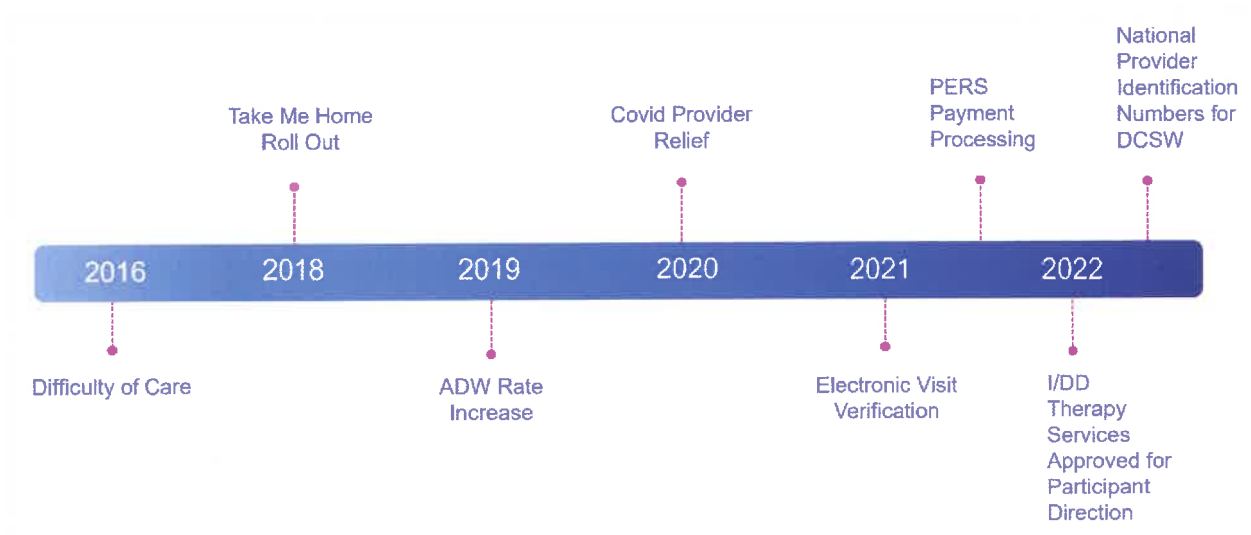 National
Provider
Identification
Numbers for
DCSW
PERS
Payment
Processing
Take Me Home
Roll Out
Covid Provider
Relief
2016
2018
2019
2020
2021
2022
Difficulty of Care
ADW Rate
Increase
Electronic Visit
Verification
I/DD
Therapy
Services
Approved for
Participant
Direction